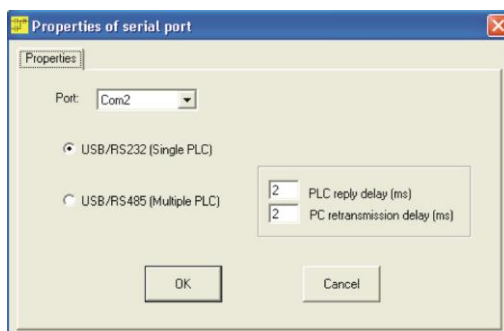 Properties of serial port
Properties
Port: Com2
USB/RS232 (Single PLC)
USB/RS485 (Multiple PLC)
2 PLC reply delay (ms)
2 PC retransmission delay (ms)
OK Cancel